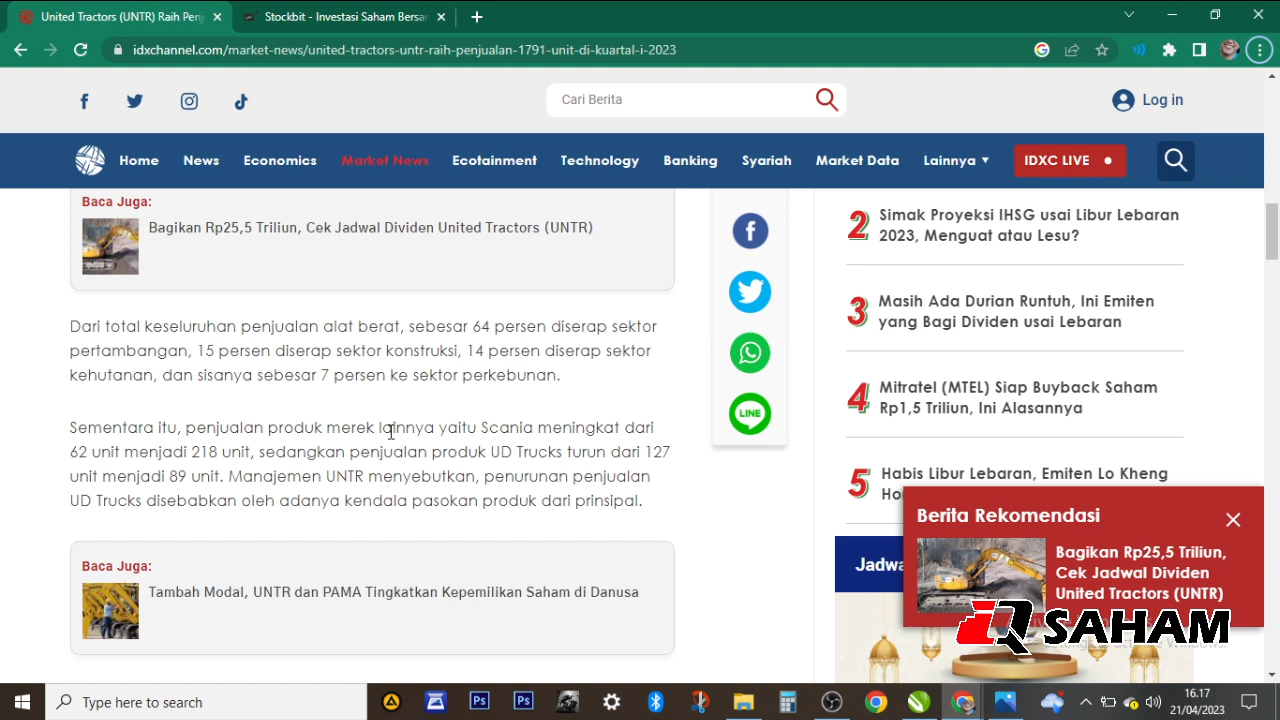 United Tractors (UNTR) Raih Penj
Stockbit - Investasi Saham Bersar
idxchannel.com/market-news/united-tractors-untr-raih-penjualan-1791-unit-di-kuartal-i-2023
Cari Berita
Log in
Home News Economics Market News Ecotainment Technology Banking Syariah Market Data Lainnya IDXC LIVE
Baca Juga:
Bagikan Rp25,5 Triliun, Cek Jadwal Dividen United Tractors (UNTR)
Dari total keseluruhan penjualan alat berat, sebesar 64 persen diserap sektor
pertambangan, 15 persen diserap sektor konstruksi, 14 persen diserap sektor
kehutanan, dan sisanya sebesar 7 persen ke sektor perkebunan.
Sementara itu, penjualan produk merek lainnya yaitu Scania meningkat dari
62 unit menjadi 218 unit, sedangkan penjualan produk UD Trucks turun dari 127
unit menjadi 89 unit. Manajemen UNTR menyebutkan, penurunan penjualan
UD Trucks disebabkan oleh adanya kendala pasokan produk dari prinsipal.
Baca Juga:
Tambah Modal, UNTR dan PAMA Tingkatkan Kepemilikan Saham di Danusa
LINE
2 Simak Proyeksi IHSG usai Libur Lebaran
2023, Menguat atau Lesu?
3 Masih Ada Durian Runtuh, Ini Emiten
yang Bagi Dividen usai Lebaran
4 Mitratel (MTEL) Siap Buyback Saham
Rp1,5 Triliun, Ini Alasannya
5 Habis Libur Lebaran, Emiten Lo Kheng
Berita Rekomendasi
Bagikan Rp25,5 Triliun,
Cek Jadwal Dividen
United Tractors (UNTR)
SAHAM
Type here to search
Ps
Ps
16.17
21/04/2023